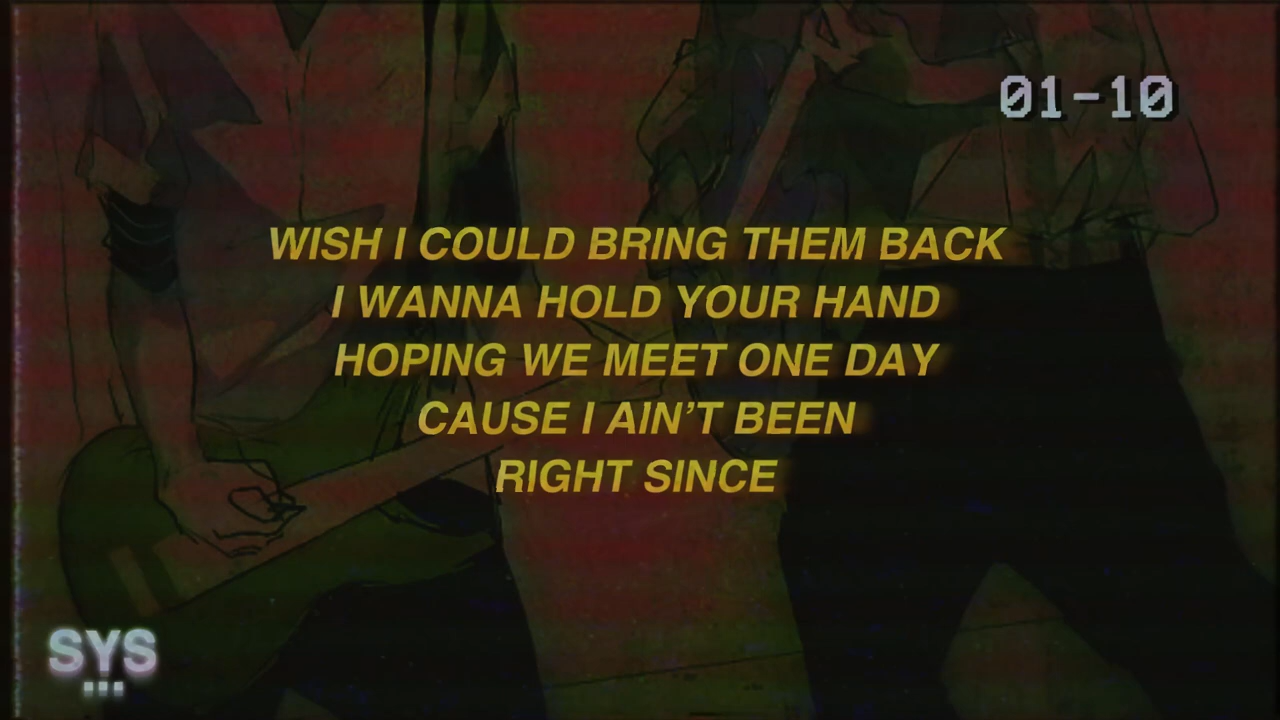 01-10
WISH I COULD BRING THEM BACK
I WANNA HOLD YOUR HAND
HOPING WE MEET ONE DAY
CAUSE I AIN'T BEEN
RIGHT SINCE
SYS
...